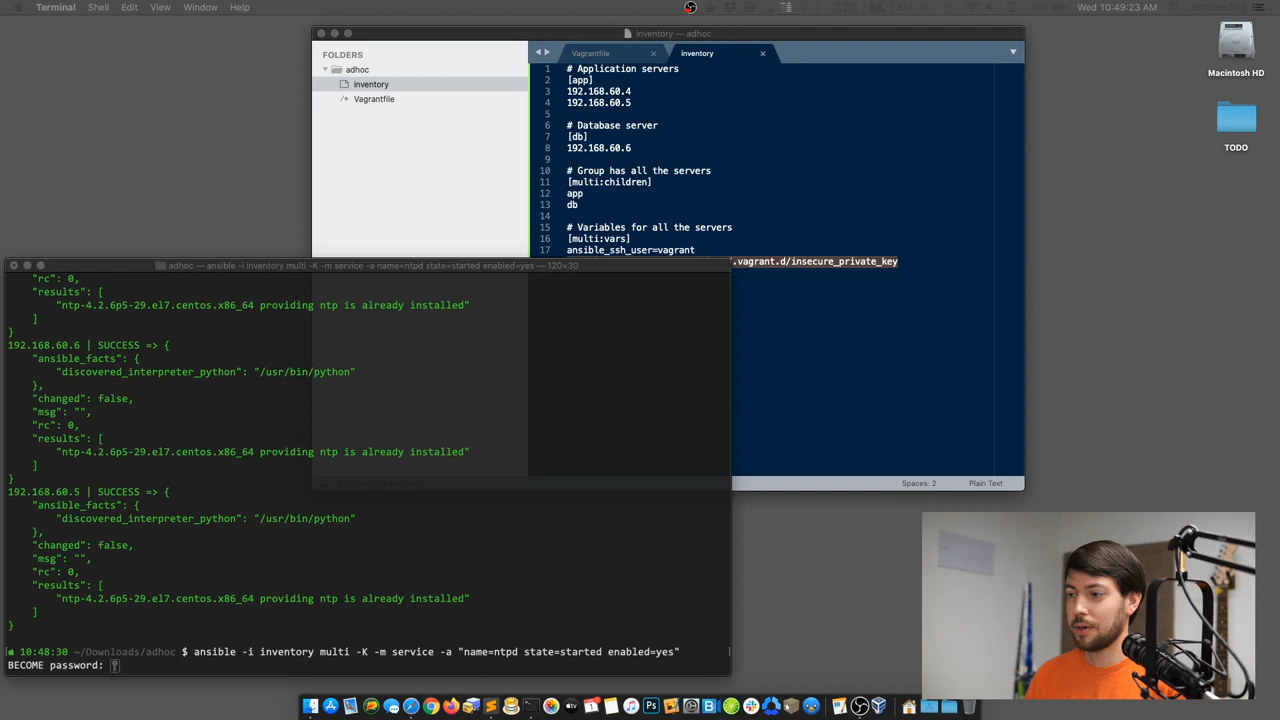 Terminal Shell Edit View Window Help
Wed 10:49:23 AM Jeff Geerling
inventory — adhoc
FOLDERS
adhoc
inventory
/* Vagrantfile
Vagrantfile
inventory
1 # Application servers
2 [app]
3 192.168.60.4
4 192.168.60.5
5
6 # Database server
7 [db]
8 192.168.60.6
9
10 # Group has all the servers
11 [multi:children]
12 app
13 db
14
15 # Variables for all the servers
16 [multi:vars]
17 ansible_ssh_user=vagrant
.vagrant.d/insecure_private_key
Spaces: 2 Plain Text
adhoc — ansible -i inventory multi -K -m service -a name=ntpd state=started enabled=yes — 120×30
"rc": 0,
"results": [
"ntp-4.2.6p5-29.el7.centos.x86_64 providing ntp is already installed"
]
}
192.168.60.6 | SUCCESS => {
"ansible_facts": {
"discovered_interpreter_python": "/usr/bin/python"
},
"changed": false,
"msg": "",
"rc": 0,
"results": [
"ntp-4.2.6p5-29.el7.centos.x86_64 providing ntp is already installed"
]
}
192.168.60.5 | SUCCESS => {
"ansible_facts": {
"discovered_interpreter_python": "/usr/bin/python"
},
"changed": false,
"msg": "",
"rc": 0,
"results": [
"ntp-4.2.6p5-29.el7.centos.x86_64 providing ntp is already installed"
]
}
[ 10:48:30 ~/Downloads/adhoc $ ansible -i inventory multi -K -m service -a "name=ntpd state=started enabled=yes" ]
BECOME password:
Macintosh HD
TODO